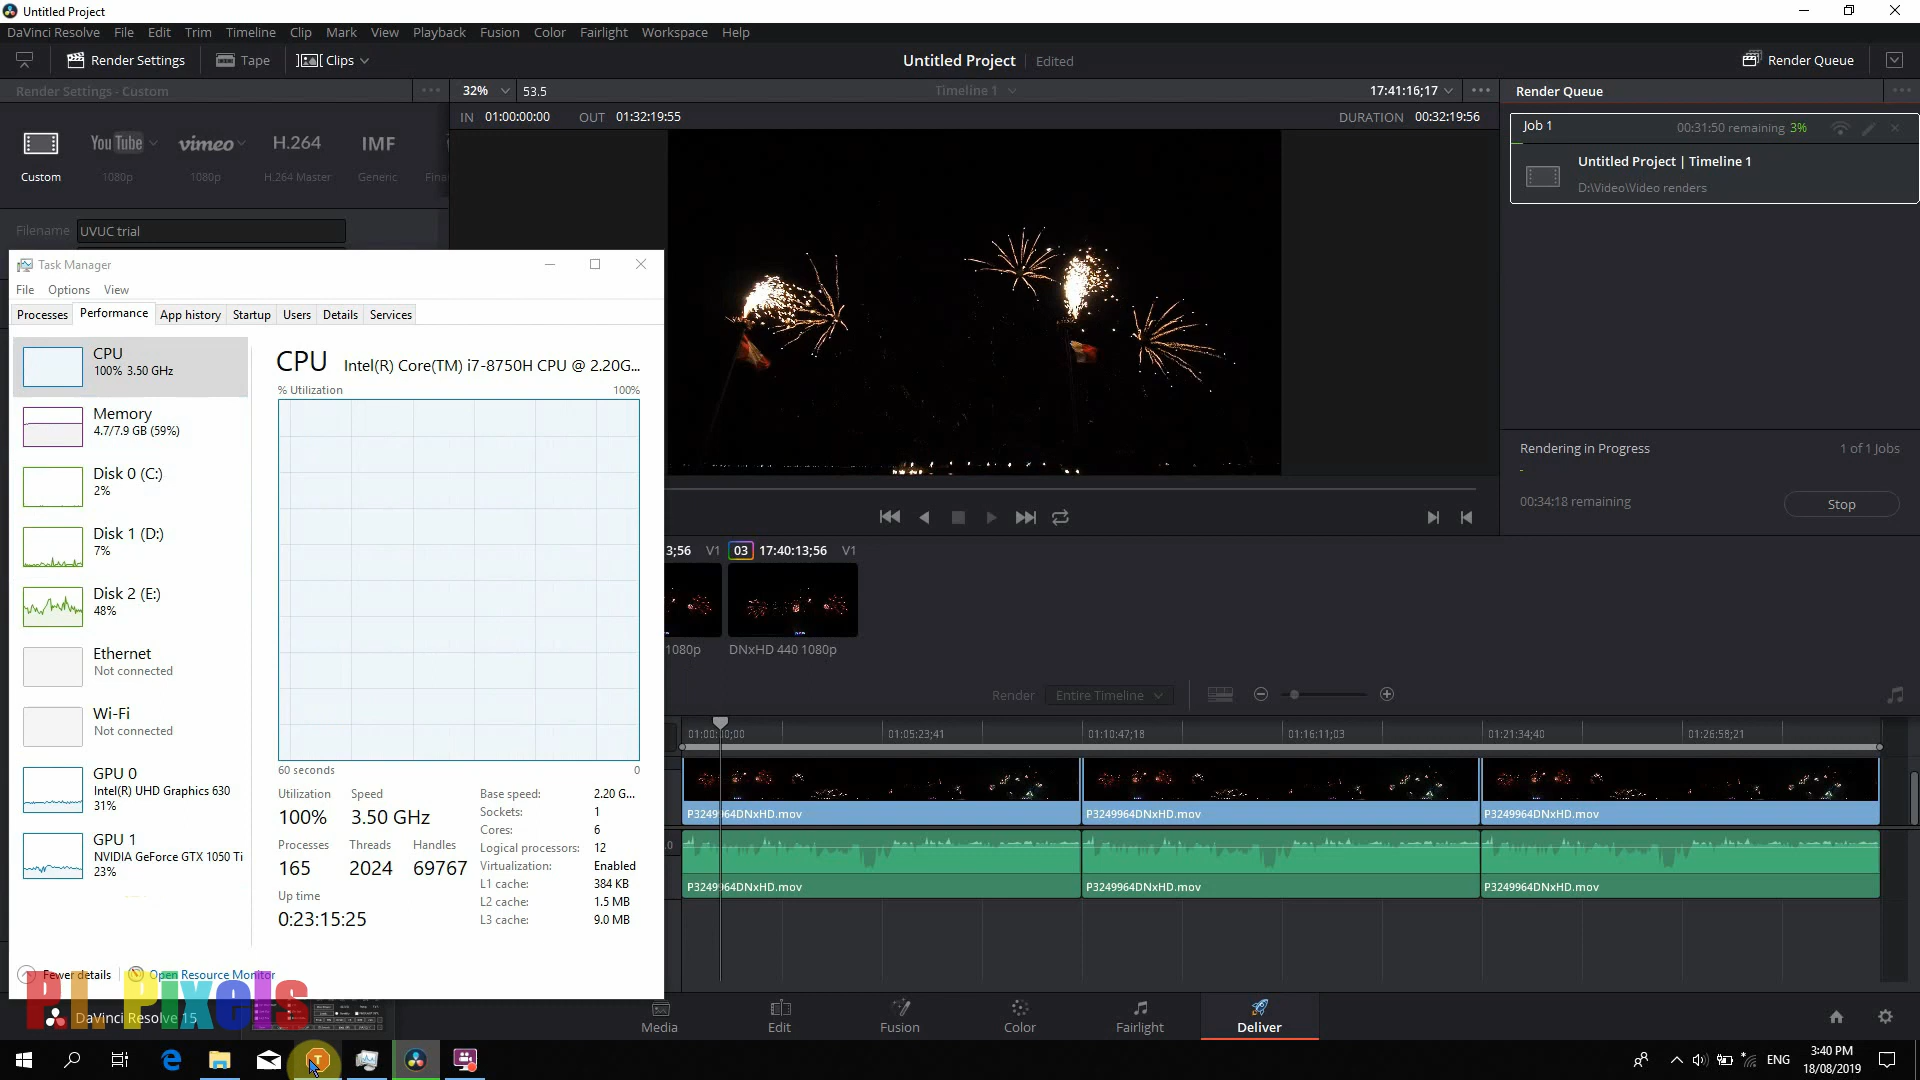 Untitled Project
DaVinci Resolve File Edit Trim Timeline Clip Mark View Playback Fusion Color Fairlight Workspace Help
Render Settings Tape Clips Untitled Project Edited Render Queue
Render Settings - Custom 32% 53.5 Timeline 1 17:41:16;17 Render Queue
IN 01:00:00:00 OUT 01:32:19:55 DURATION 00:32:19:56
Job 1 00:31:50 remaining 3%
YouTube vimeo H.264 IMF
Untitled Project | Timeline 1
Custom 1080p 1080p H.264 Master Generic
D:\Video\Video renders
Filename UVUC trial
Task Manager
File Options View
Processes Performance App history Startup Users Details Services
CPU
100% 3.50 GHz
Memory
4.7/7.9 GB (59%)
Disk 0 (C:)
2%
Disk 1 (D:)
7%
Disk 2 (E:)
48%
Ethernet
Not connected
Wi-Fi
Not connected
GPU 0
Intel(R) UHD Graphics 630
31%
GPU 1
NVIDIA GeForce GTX 1050 Ti
23%
CPU Intel(R) Core(TM) i7-8750H CPU @ 2.20G...
% Utilization 100%
60 seconds 0
Utilization Speed
100% 3.50 GHz
Processes Threads Handles
165 2024 69767
Up time
0:23:15:25
Base speed: 2.20 G...
Sockets: 1
Cores: 6
Logical processors: 12
Virtualization: Enabled
L1 cache: 384 KB
L2 cache: 1.5 MB
L3 cache: 9.0 MB
Fewer details Open Resource Monitor
Rendering in Progress 1 of 1 Jobs
00:34:18 remaining Stop
3;56 V1 03 17:40:13;56 V1
1080p DNxHD 440 1080p
Render Entire Timeline
01:05:23;41 01:10:47;18 01:16:11;03 01:21:34;40 01:26:58;21
P3249964DNxHD.mov P3249964DNxHD.mov P3249964DNxHD.mov
P3249964DNxHD.mov P3249964DNxHD.mov P3249964DNxHD.mov
P.I. Pixels
DaVinci Resolve 15
Media Edit Fusion Color Fairlight Deliver
ENG 3:40 PM
18/08/2019